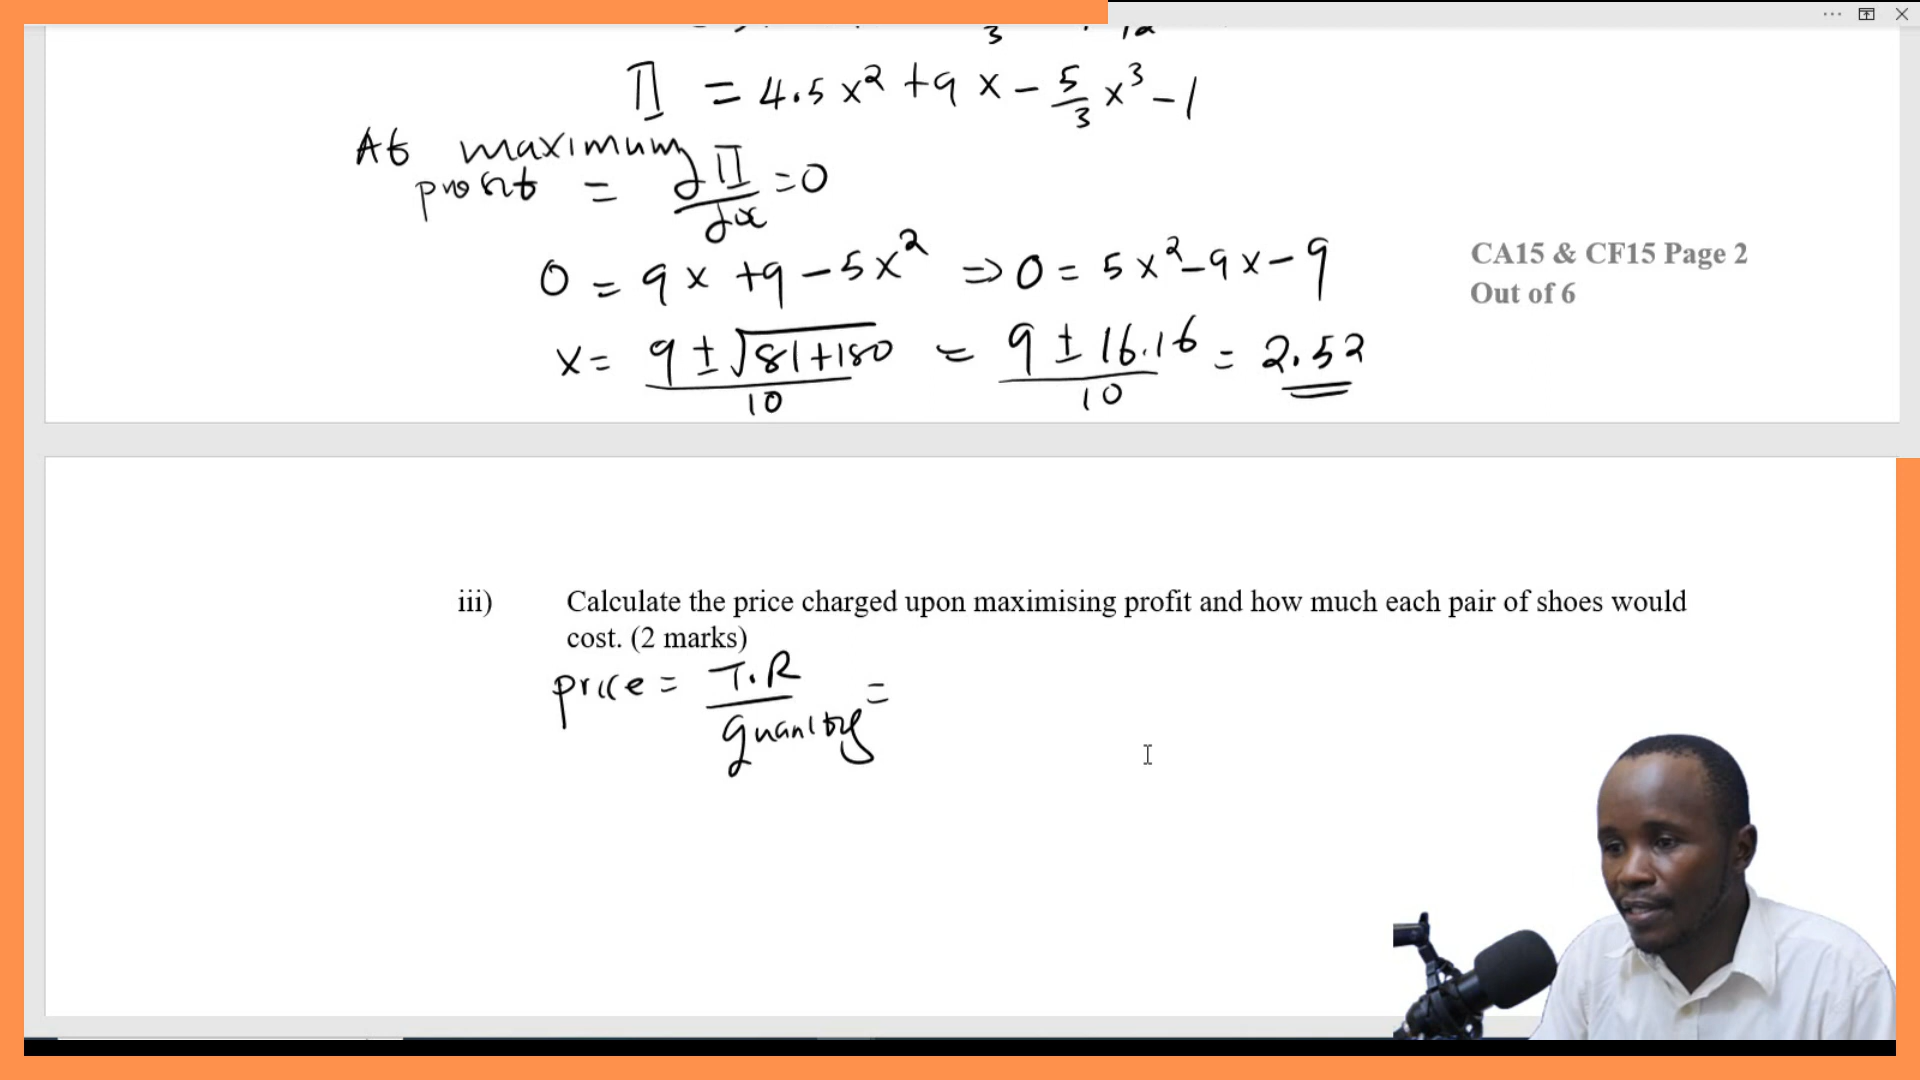 Π = 4.5x² + 9x - 5/3 x³ - 1
At maximum
profit = dΠ/dx = 0
0 = 9x + 9 - 5x² ⇒ 0 = 5x² - 9x - 9
CA15 & CF15 Page 2
Out of 6
x = 9 ± √81+180 / 10 = 9 ± 16.16 / 10 = 2.52
iii) Calculate the price charged upon maximising profit and how much each pair of shoes would
cost. (2 marks)
price = T.R / quantity =